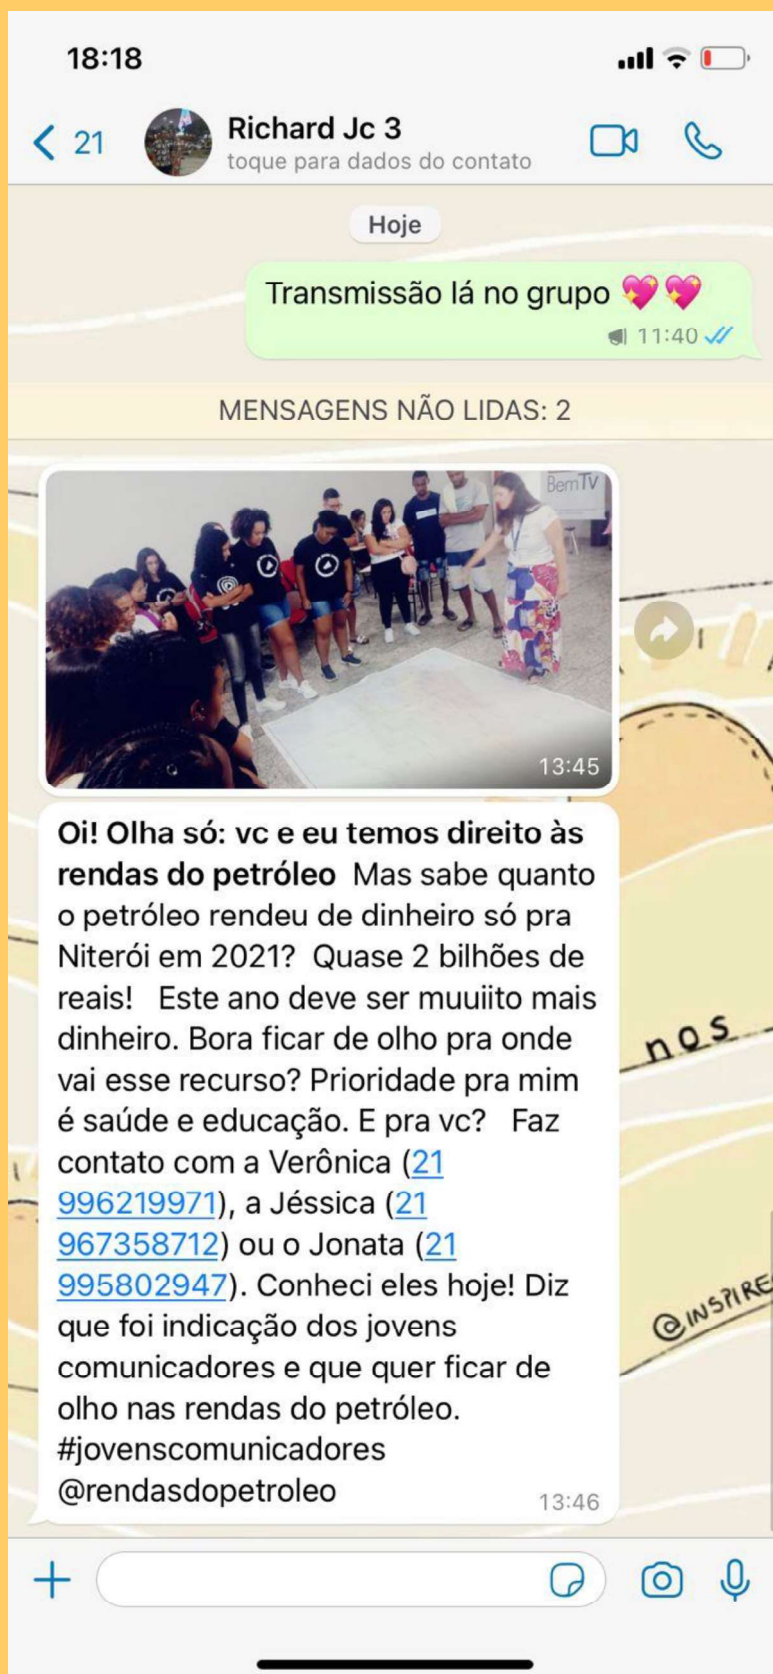 18:18
21
Richard Jc 3
toque para dados do contato
Hoje
Transmissão lá no grupo 💖💖
11:40
MENSAGENS NÃO LIDAS: 2
BemTV
13:45
Oi! Olha só: vc e eu temos direito às
rendas do petróleo Mas sabe quanto
o petróleo rendeu de dinheiro só pra
Niterói em 2021? Quase 2 bilhões de
reais! Este ano deve ser muuiito mais
dinheiro. Bora ficar de olho pra onde
vai esse recurso? Prioridade pra mim
é saúde e educação. E pra vc? Faz
contato com a Verônica (21
996219971), a Jéssica (21
967358712) ou o Jonata (21
995802947). Conheci eles hoje! Diz
que foi indicação dos jovens
comunicadores e que quer ficar de
olho nas rendas do petróleo.
#jovenscomunicadores
@rendasdopetroleo
13:46
nos
@INSPIRE